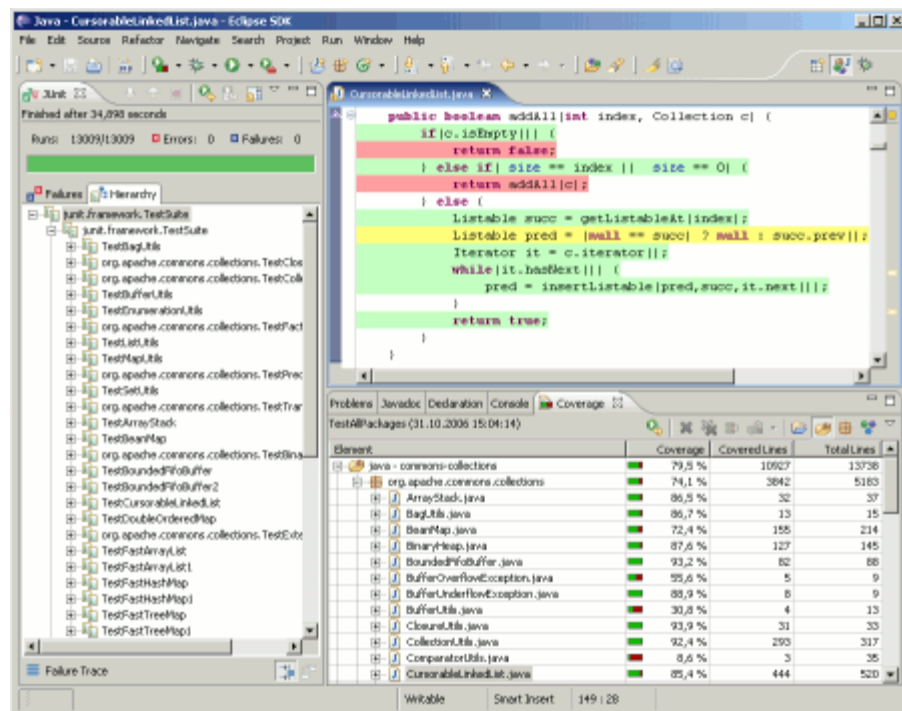 Java - CursorableLinkedList.java - Eclipse SDK
File Edit Source Refactor Navigate Search Project Run Window Help
JUnit
Finished after 34,898 seconds
Runs: 13009/13009 Errors: 0 Failures: 0
Failures Hierarchy
junit.framework.TestSuite
junit.framework.TestSuite
TestBagUtils
org.apache.commons.collections.TestClos
org.apache.commons.collections.TestColl
TestBufferUtils
TestEnumerationUtils
org.apache.commons.collections.TestFact
TestListUtils
TestMapUtils
org.apache.commons.collections.TestPrec
TestSetUtils
org.apache.commons.collections.TestTrar
TestArrayStack
TestBeanMap
org.apache.commons.collections.TestBina
TestBoundedFifoBuffer
TestBoundedFifoBuffer2
TestCursorableLinkedList
TestDoubleOrderedMap
org.apache.commons.collections.TestExte
TestFastArrayList
TestFastArrayList1
TestFastHashMap
TestFastHashMap1
TestFastTreeMap
TestFastTreeMap1
Failure Trace
CursorableLinkedList.java
public boolean addAll(int index, Collection c) {
if(c.isEmpty()) {
return false;
} else if( size == index || size == 0) {
return addAll(c);
} else {
Listable succ = getListableAt(index);
Listable pred = (null == succ) ? null : succ.prev();
Iterator it = c.iterator();
while(it.hasNext()) {
pred = insertListable(pred,succ,it.next());
}
return true;
}
}
Problems Javadoc Declaration Console Coverage
TestAllPackages (31.10.2006 15:04:14)
Element Coverage Covered Lines Total Lines
java - commons-collections 79,5 % 10927 13738
org.apache.commons.collections 74,1 % 3842 5183
ArrayStack.java 86,5 % 32 37
BagUtils.java 86,7 % 13 15
BeanMap.java 72,4 % 155 214
BinaryHeap.java 87,6 % 127 145
BoundedFifoBuffer.java 93,2 % 82 88
BufferOverflowException.java 55,6 % 5 9
BufferUnderflowException.java 88,9 % 8 9
BufferUtils.java 30,8 % 4 13
ClosureUtils.java 93,9 % 31 33
CollectionUtils.java 92,4 % 293 317
ComparatorUtils.java 8,6 % 3 35
CursorableLinkedList.java 85,4 % 444 520
Writable Smart Insert 149 : 28